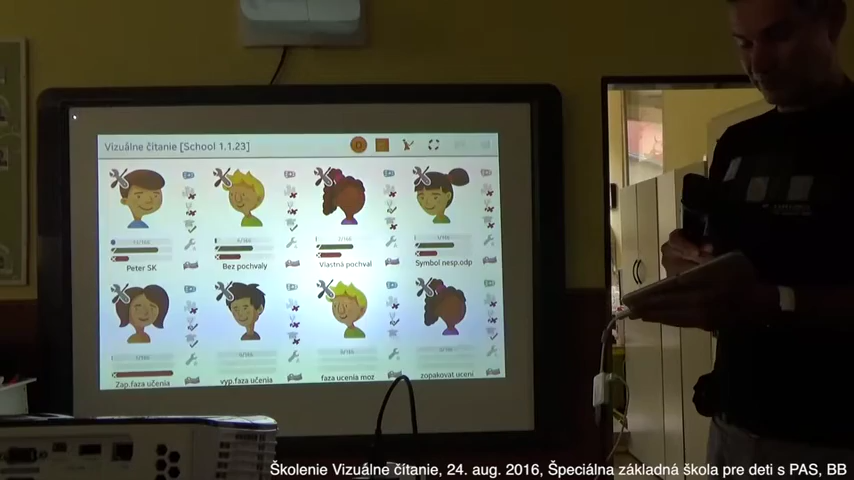 Vizuálne čítanie [School 1.1.23]
Peter SK
Bez pochvaly
Vlastná pochval
Symbol nesp.odp
Zap.faza učenia
vyp.faza učenia
faza ucenia moz
zopakovat uceni
Školenie Vizuálne čítanie, 24. aug. 2016, Špeciálna základná škola pre deti s PAS, BB